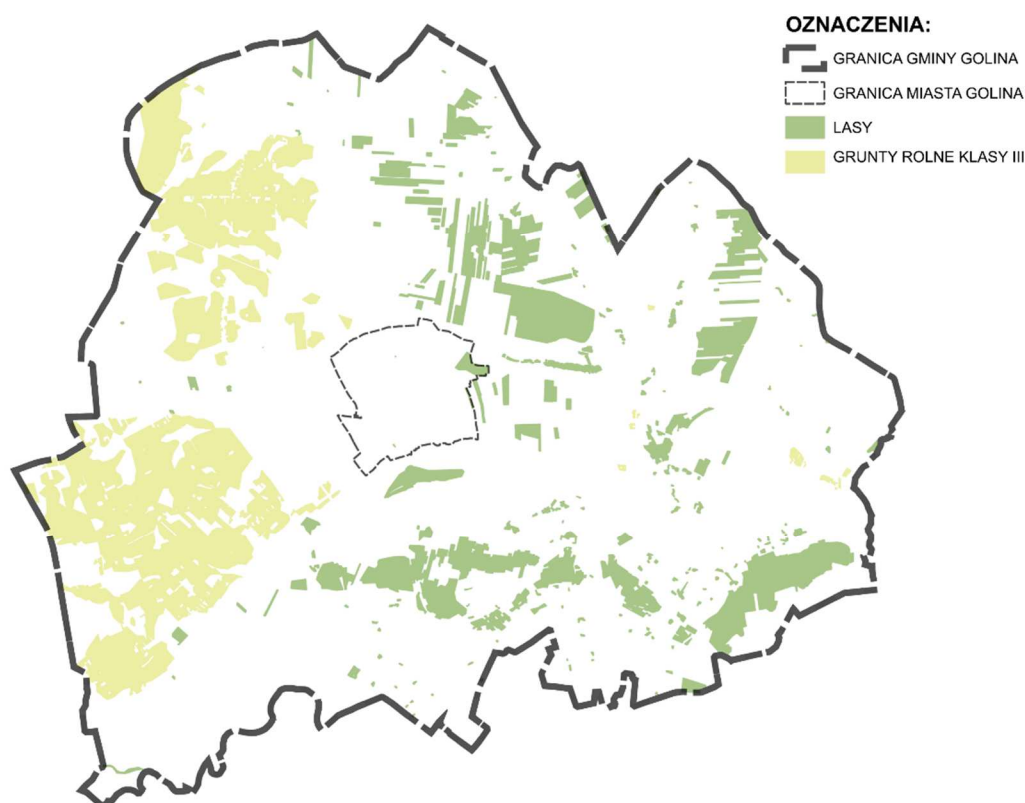 OZNACZENIA:
GRANICA GMINY GOLINA
GRANICA MIASTA GOLINA
LASY
GRUNTY ROLNE KLASY III